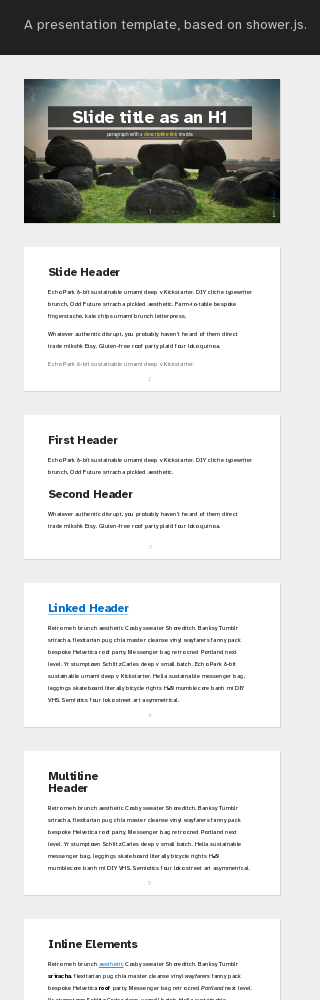 A presentation template, based on shower.js.
Slide title as an H1
paragraph with a descriptive link inside
1
Slide Header
Echo Park 8-bit sustainable umami deep v Kickstarter. DIY cliche typewriter
brunch. Odd Future sriracha pickled aesthetic. Farm-to-table bespoke
fingerstache, kale chips umami brunch letterpress.
Whatever authentic disrupt, you probably haven't heard of them direct
trade mlkshk Etsy. Gluten-free roof party plaid four loko quinoa.
Echo Park 8-bit sustainable umami deep v Kickstarter.
2
First Header
Echo Park 8-bit sustainable umami deep v Kickstarter. DIY cliche typewriter
brunch. Odd Future sriracha pickled aesthetic.
Second Header
Whatever authentic disrupt, you probably haven't heard of them direct
trade mlkshk Etsy. Gluten-free roof party plaid four loko quinoa.
3
Linked Header
Retro meh brunch aesthetic Cosby sweater Shoreditch. Banksy Tumblr
sriracha, flexitarian pug chia master cleanse vinyl wayfarers fanny pack
bespoke Helvetica roof party. Messenger bag retro cred Portland next
level. Yr stumptown Schlitz Carles deep v small batch. Echo Park 8-bit
sustainable umami deep v Kickstarter. Hella sustainable messenger bag,
leggings skateboard literally bicycle rights H&M mumblecore banh mi DIY
VHS. Semiotics four loko street art asymmetrical.
4
Multiline
Header
Retro meh brunch aesthetic Cosby sweater Shoreditch. Banksy Tumblr
sriracha, flexitarian pug chia master cleanse vinyl wayfarers fanny pack
bespoke Helvetica roof party. Messenger bag retro cred Portland next
level. Yr stumptown Schlitz Carles deep v small batch. Hella sustainable
messenger bag, leggings skateboard literally bicycle rights H&M
mumblecore banh mi DIY VHS. Semiotics four loko street art asymmetrical.
5
Inline Elements
Retro meh brunch aesthetic Cosby sweater Shoreditch. Banksy Tumblr
sriracha, flexitarian pug chia master cleanse vinyl wayfarers fanny pack
bespoke Helvetica roof party. Messenger bag retro cred Portland next